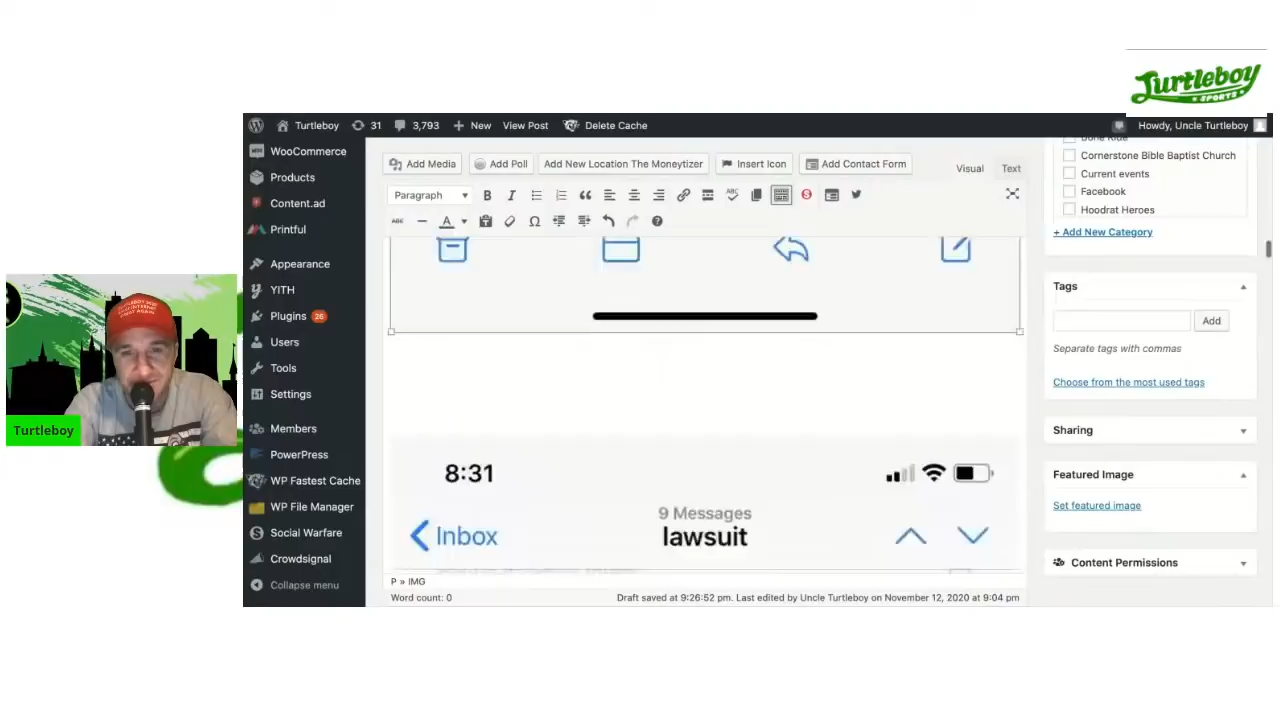 Turtleboy
SPORTS
Turtleboy 31 3,793 New View Post Delete Cache Howdy, Uncle Turtleboy
WooCommerce
Products
Content.ad
Printful
Appearance
YITH
Plugins 26
Users
Tools
Settings
Members
PowerPress
WP Fastest Cache
WP File Manager
Social Warfare
Crowdsignal
Collapse menu
Add Media Add Poll Add New Location The Moneytizer Insert Icon Add Contact Form Visual Text
Paragraph B I
ABC A
8:31
9 Messages
Inbox lawsuit
P » IMG
Word count: 0 Draft saved at 9:26:52 pm. Last edited by Uncle Turtleboy on November 12, 2020 at 9:04 pm
Cornerstone Bible Baptist Church
Current events
Facebook
Hoodrat Heroes
+ Add New Category
Tags
Add
Separate tags with commas
Choose from the most used tags
Sharing
Featured Image
Set featured image
Content Permissions
Turtleboy